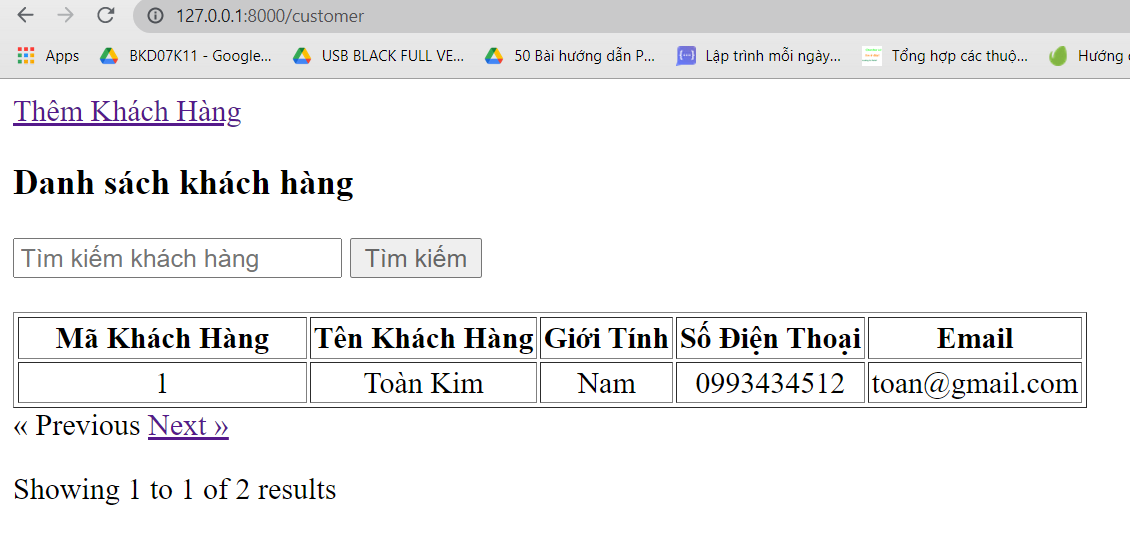 127.0.0.1:8000/customer
Apps BKD07K11 - Google... USB BLACK FULL VE... 50 Bài hướng dẫn P... Lập trình mỗi ngày... Tổng hợp các thuộ... Hướng
Thêm Khách Hàng
Danh sách khách hàng
Tìm kiếm khách hàng Tìm kiếm
Mã Khách Hàng Tên Khách Hàng Giới Tính Số Điện Thoại Email
1 Toàn Kim Nam 0993434512 toan@gmail.com
« Previous Next »
Showing 1 to 1 of 2 results